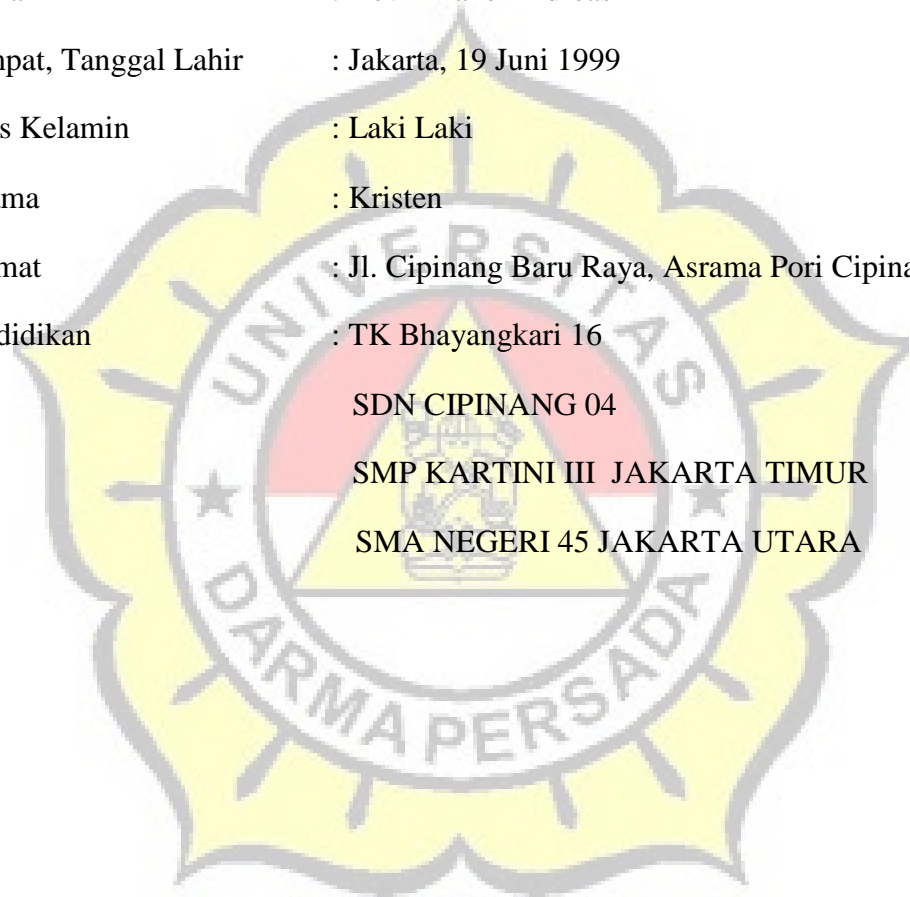 npat, Tanggal Lahir : Jakarta, 19 Juni 1999
s Kelamin : Laki Laki
ma : Kristen
mat : Jl. Cipinang Baru Raya, Asrama Pori Cipina
didikan : TK Bhayangkari 16
SDN CIPINANG 04
SMP KARTINI III JAKARTA TIMUR
SMA NEGERI 45 JAKARTA UTARA
UNIVERSITAS
DARMA PERSADA